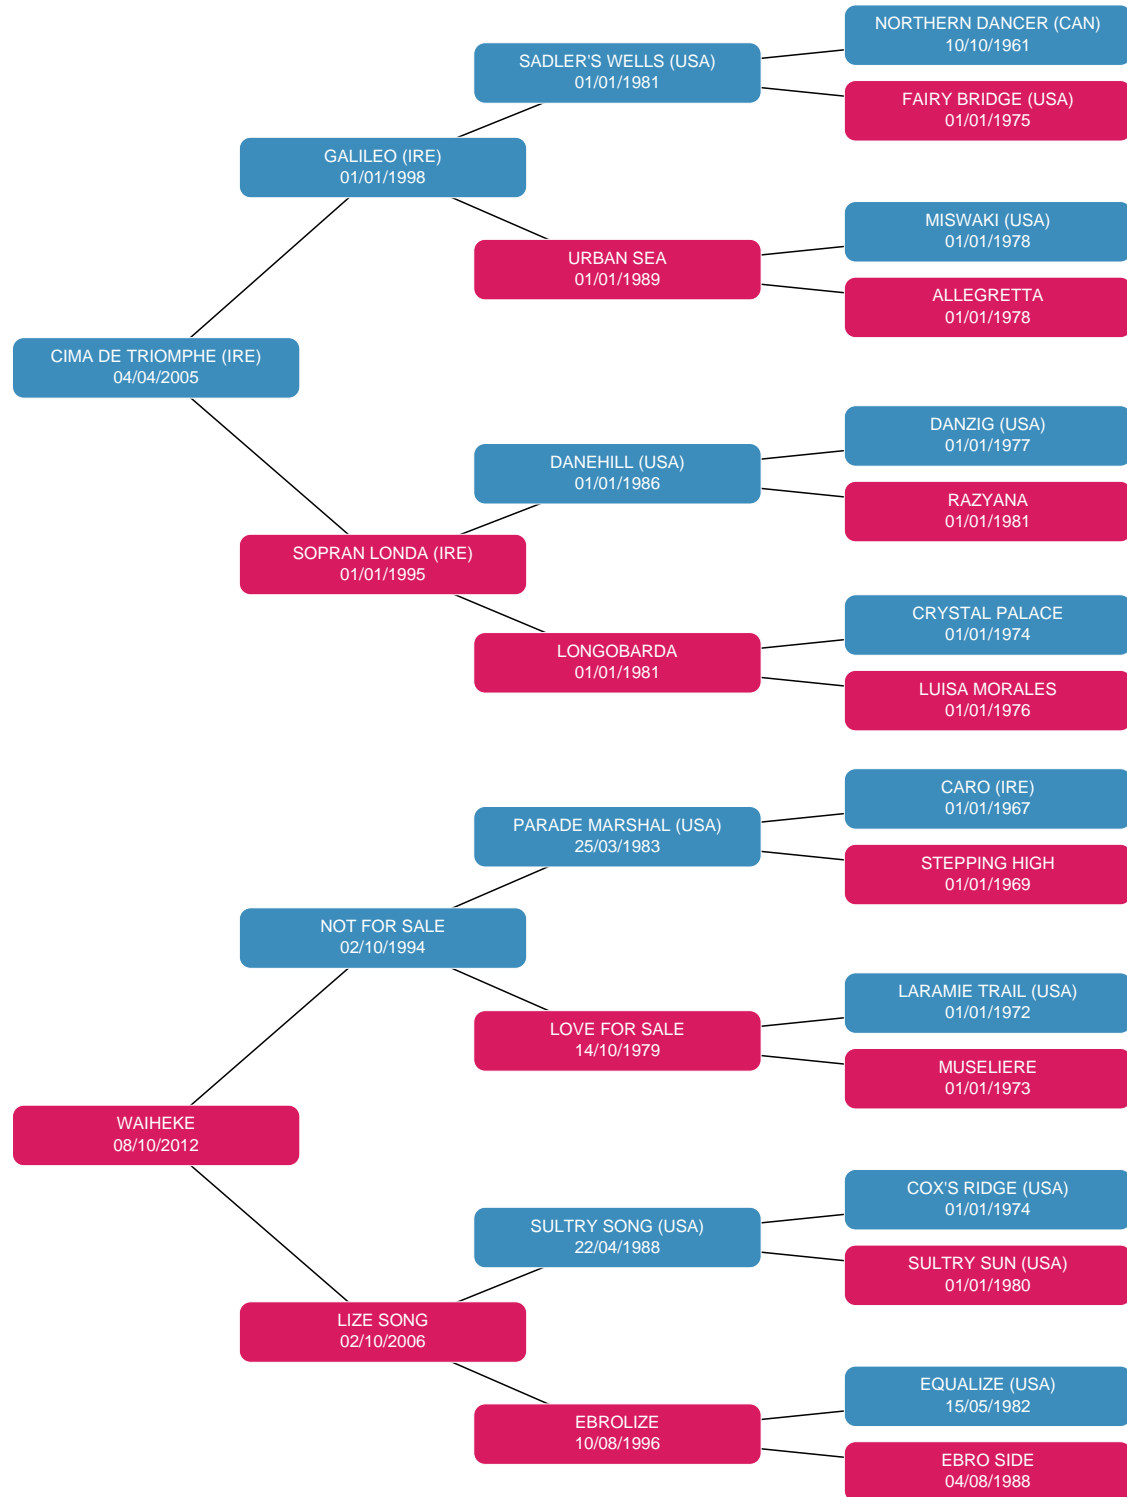 NORTHERN DANCER (CAN)
10/10/1961
SADLER'S WELLS (USA)
01/01/1981
FAIRY BRIDGE (USA)
01/01/1975
GALILEO (IRE)
01/01/1998
MISWAKI (USA)
01/01/1978
URBAN SEA
01/01/1989
ALLEGRETTA
01/01/1978
CIMA DE TRIOMPHE (IRE)
04/04/2005
DANZIG (USA)
01/01/1977
DANEHILL (USA)
01/01/1986
RAZYANA
01/01/1981
SOPRAN LONDA (IRE)
01/01/1995
CRYSTAL PALACE
01/01/1974
LONGOBARDA
01/01/1981
LUISA MORALES
01/01/1976
CARO (IRE)
01/01/1967
PARADE MARSHAL (USA)
25/03/1983
STEPPING HIGH
01/01/1969
NOT FOR SALE
02/10/1994
LARAMIE TRAIL (USA)
01/01/1972
LOVE FOR SALE
14/10/1979
MUSELIERE
01/01/1973
WAIHEKE
08/10/2012
COX'S RIDGE (USA)
01/01/1974
SULTRY SONG (USA)
22/04/1988
SULTRY SUN (USA)
01/01/1980
LIZE SONG
02/10/2006
EQUALIZE (USA)
15/05/1982
EBROLIZE
10/08/1996
EBRO SIDE
04/08/1988